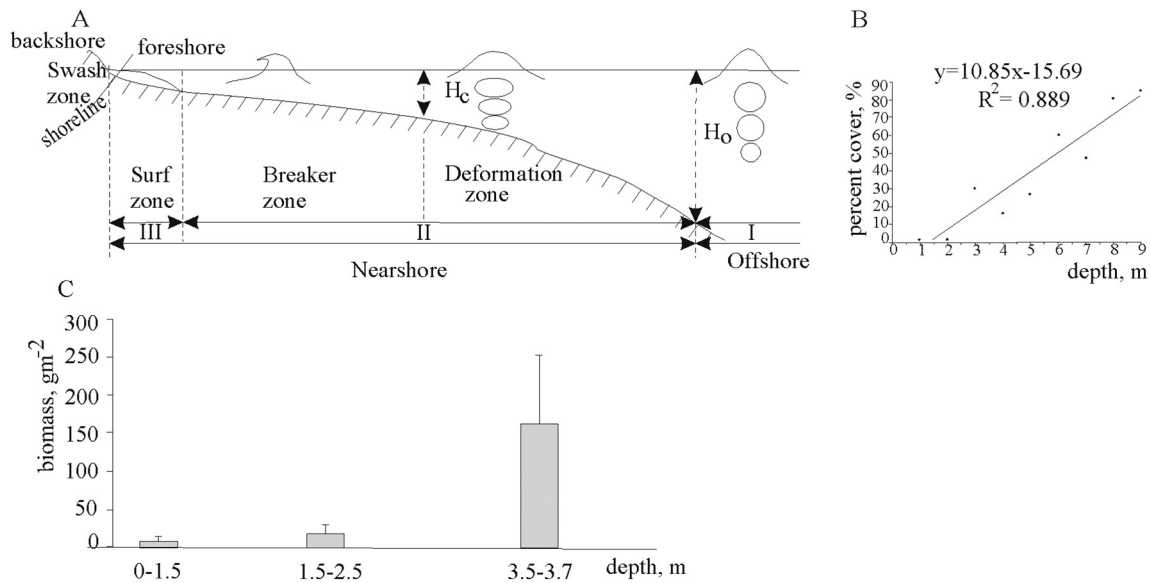 A
backshore
foreshore
Swash
zone
shoreline
Hc
Ho
Surf
zone
Breaker
zone
Deformation
zone
III
II
I
Nearshore
Offshore
B
y=10.85x-15.69
R²= 0.889
percent cover, %
90
80
70
60
50
40
30
20
10
0
0 1 2 3 4 5 6 7 8 9
depth, m
C
biomass, gm⁻²
300
250
200
150
100
50
0
0-1.5 1.5-2.5 3.5-3.7 depth, m